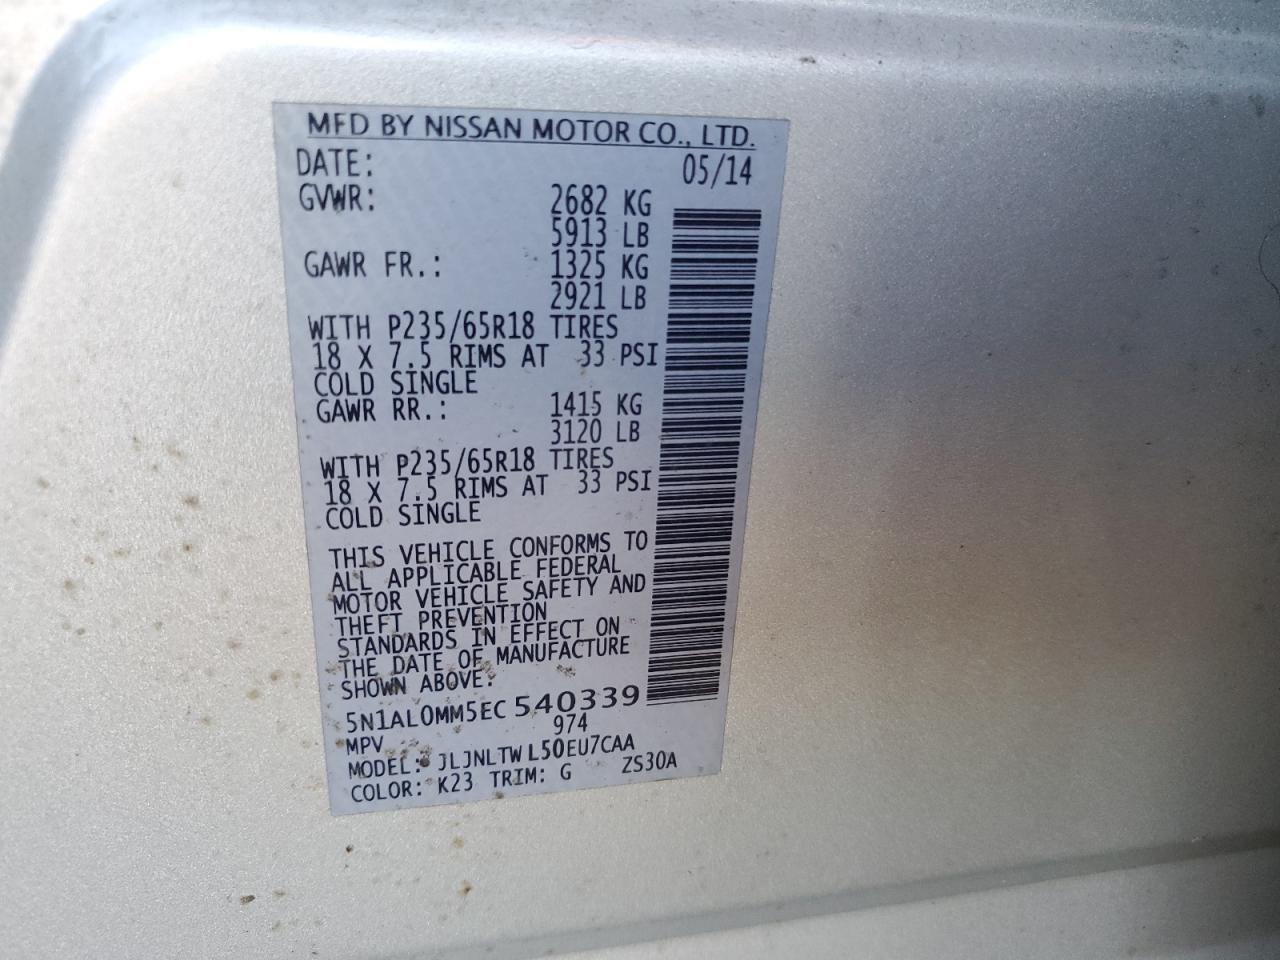 MFD BY NISSAN MOTOR CO., LTD.
DATE: 05/14
GVWR: 2682 KG
5913 LB
GAWR FR.: 1325 KG
2921 LB
WITH P235/65R18 TIRES
18 X 7.5 RIMS AT 33 PSI
COLD SINGLE
GAWR RR.: 1415 KG
3120 LB
WITH P235/65R18 TIRES
18 X 7.5 RIMS AT 33 PSI
COLD SINGLE
THIS VEHICLE CONFORMS TO
ALL APPLICABLE FEDERAL
MOTOR VEHICLE SAFETY AND
THEFT PREVENTION
STANDARDS IN EFFECT ON
THE DATE OF MANUFACTURE
SHOWN ABOVE.
5N1AL0MM5EC540339
MPV 974
MODEL: JLJNLTW L50EU7CAA
COLOR: K23 TRIM: G ZS30A